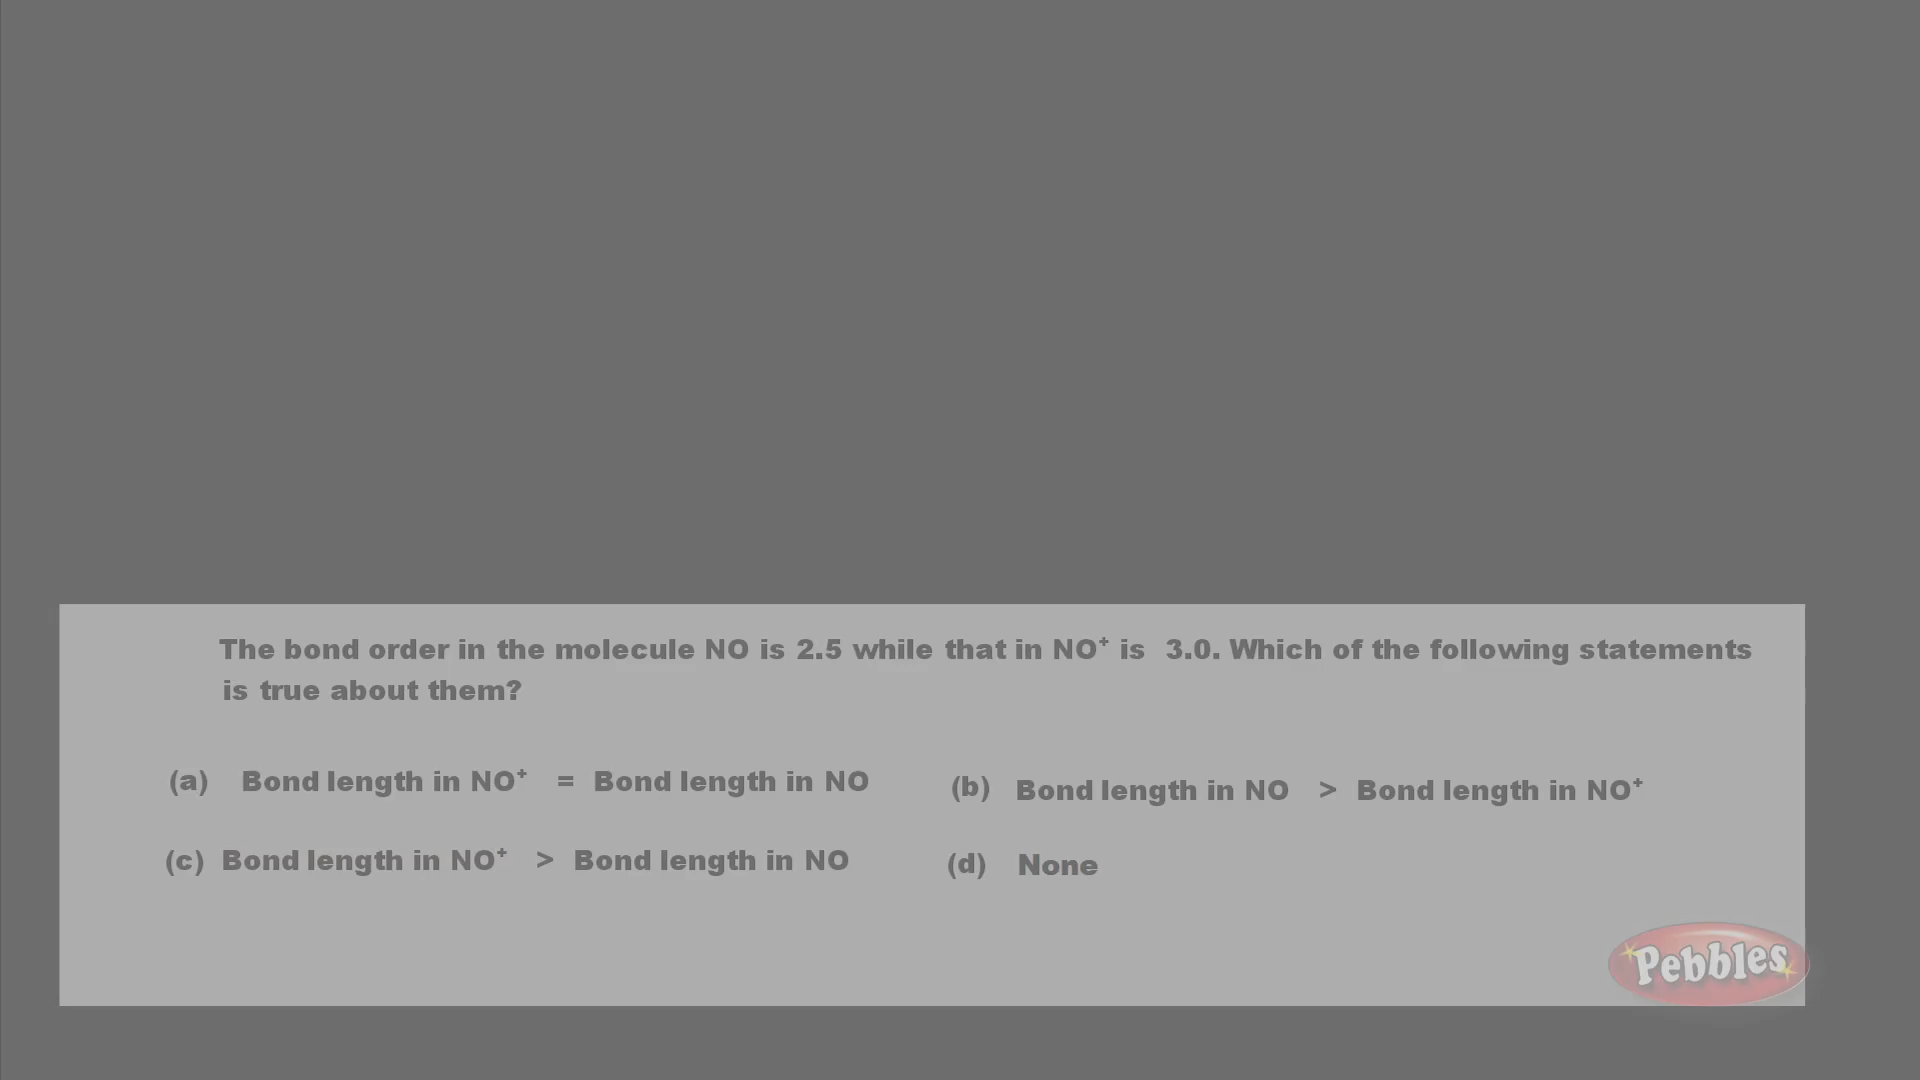 The bond order in the molecule NO is 2.5 while that in NO⁺ is 3.0. Which of the following statements
is true about them?
(a) Bond length in NO⁺ = Bond length in NO
(b) Bond length in NO > Bond length in NO⁺
(c) Bond length in NO⁺ > Bond length in NO
(d) None
Pebbles